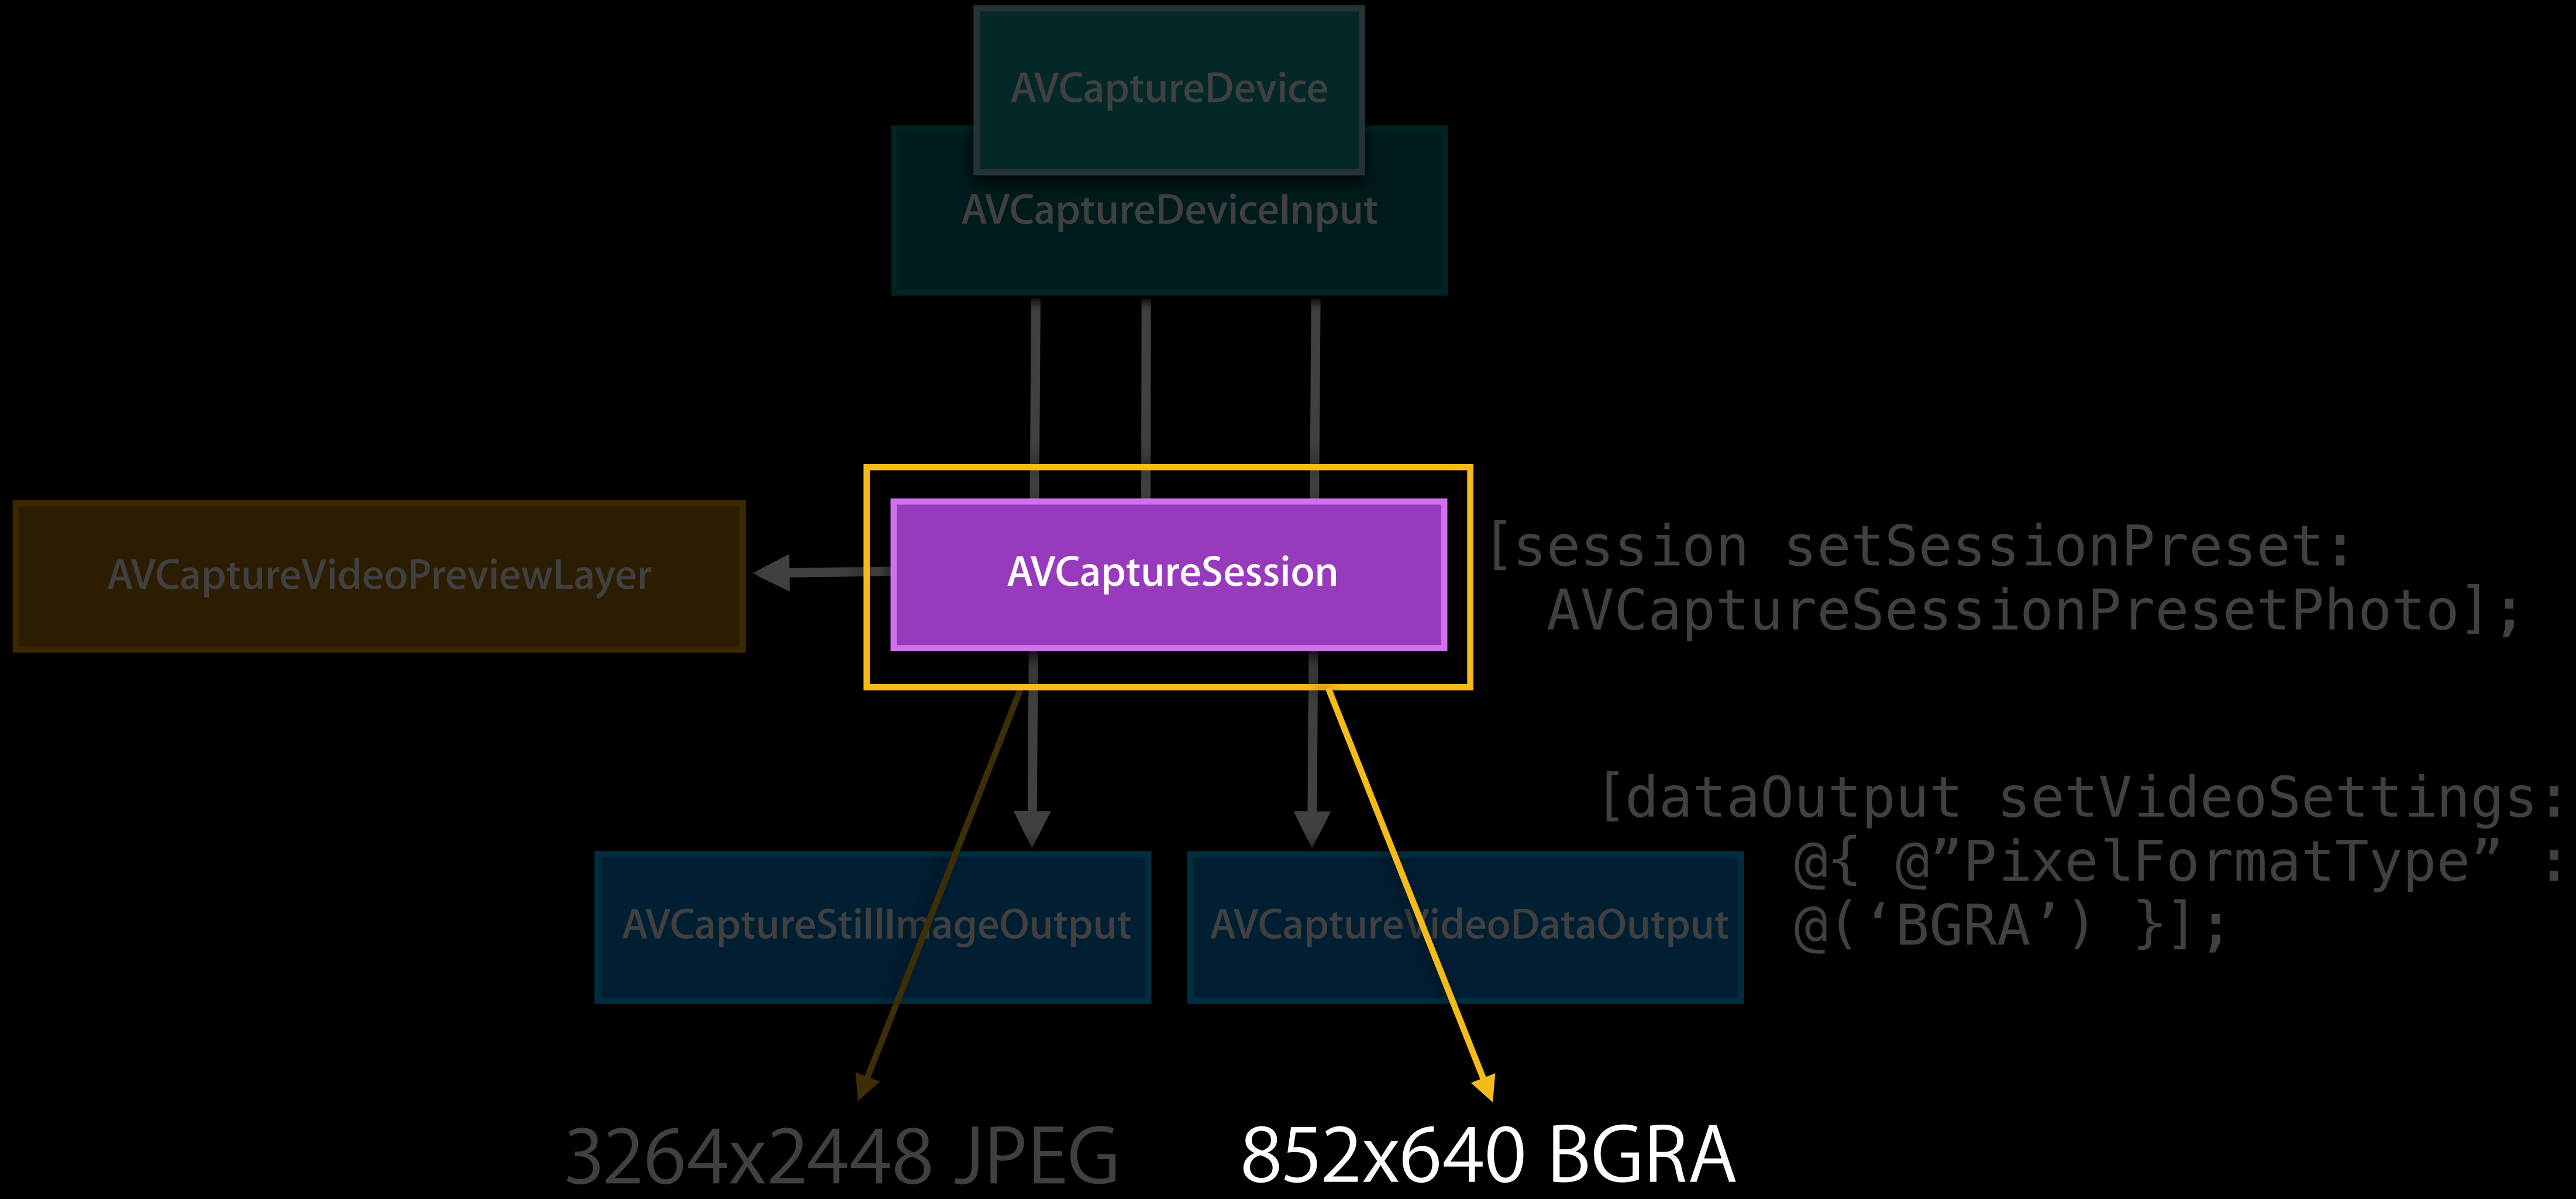 AVCaptureDevice
AVCaptureDeviceInput
AVCaptureVideoPreviewLayer
AVCaptureSession
[session setSessionPreset:
AVCaptureSessionPresetPhoto];
[dataOutput setVideoSettings:
@{ @”PixelFormatType” :
@(‘BGRA’) }];
AVCaptureStillImageOutput
AVCaptureVideoDataOutput
3264x2448 JPEG
852x640 BGRA